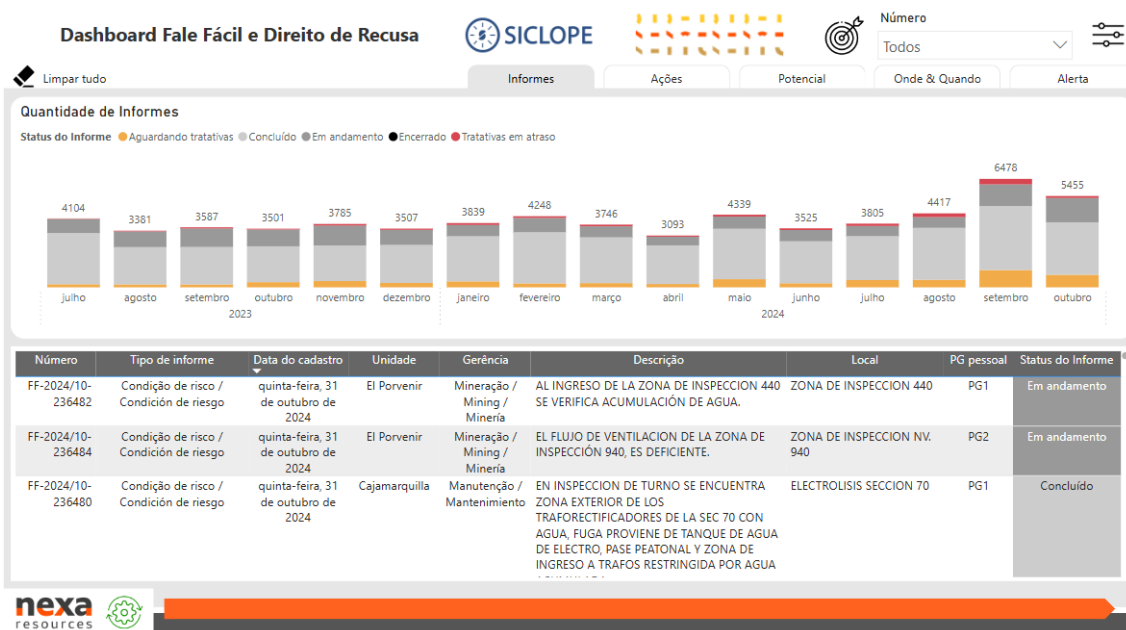 Dashboard Fale Fácil e Direito de Recusa
SICLOPE
Número
Todos
Limpar tudo
Informes
Ações
Potencial
Onde & Quando
Alerta
Quantidade de Informes
Status do Informe Aguardando tratativas Concluído Em andamento Encerrado Tratativas em atraso
4104 3381 3587 3501 3785 3507 3839 4248 3746 3093 4339 3525 3805 4417 6478 5455
julho agosto setembro outubro novembro dezembro janeiro fevereiro março abril maio junho julho agosto setembro outubro
2023 2024
Número Tipo de informe Data do cadastro Unidade Gerência Descrição Local PG pessoal Status do Informe
FF-2024/10- Condição de risco / quinta-feira, 31 El Porvenir Mineração / AL INGRESO DE LA ZONA DE INSPECCION 440 ZONA DE INSPECCION 440 PG1 Em andamento
236482 Condición de riesgo de outubro de Mining / SE VERIFICA ACUMULACIÓN DE AGUA.
2024 Minería
FF-2024/10- Condição de risco / quinta-feira, 31 El Porvenir Mineração / EL FLUJO DE VENTILACION DE LA ZONA DE ZONA DE INSPECCION NV. PG2 Em andamento
236484 Condición de riesgo de outubro de Mining / INSPECCIÓN 940, ES DEFICIENTE. 940
2024 Minería
FF-2024/10- Condição de risco / quinta-feira, 31 Cajamarquilla Manutenção / EN INSPECCION DE TURNO SE ENCUENTRA ELECTROLISIS SECCION 70 PG1 Concluído
236480 Condición de riesgo de outubro de Mantenimiento ZONA EXTERIOR DE LOS
2024 TRAFORECTIFICADORES DE LA SEC 70 CON
AGUA, FUGA PROVIENE DE TANQUE DE AGUA
DE ELECTRO, PASE PEATONAL Y ZONA DE
INGRESO A TRAFOS RESTRINGIDA POR AGUA
nexa
resources